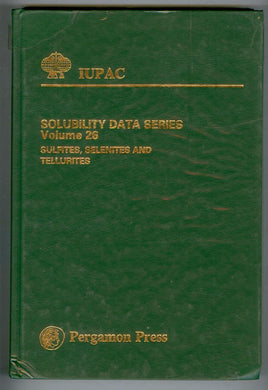 IUPAC
SOLUBILITY DATA SERIES
Volume 26
SULFITES, SELENITES AND
TELLURITES
Pergamon Press